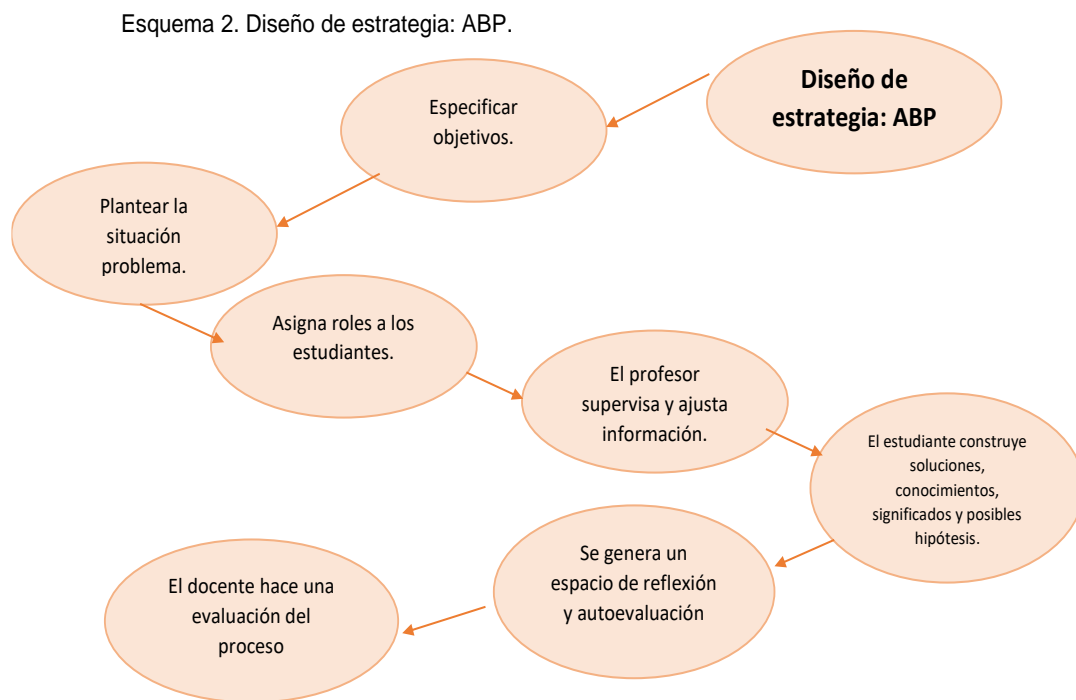 Esquema 2. Diseño de estrategia: ABP.
Diseño de
estrategia: ABP
Especificar
objetivos.
Plantear la
situación
problema.
Asigna roles a los
estudiantes.
El profesor
supervisa y ajusta
información.
El estudiante construye
soluciones,
conocimientos,
significados y posibles
hipótesis.
Se genera un
espacio de reflexión
y autoevaluación
El docente hace una
evaluación del
proceso